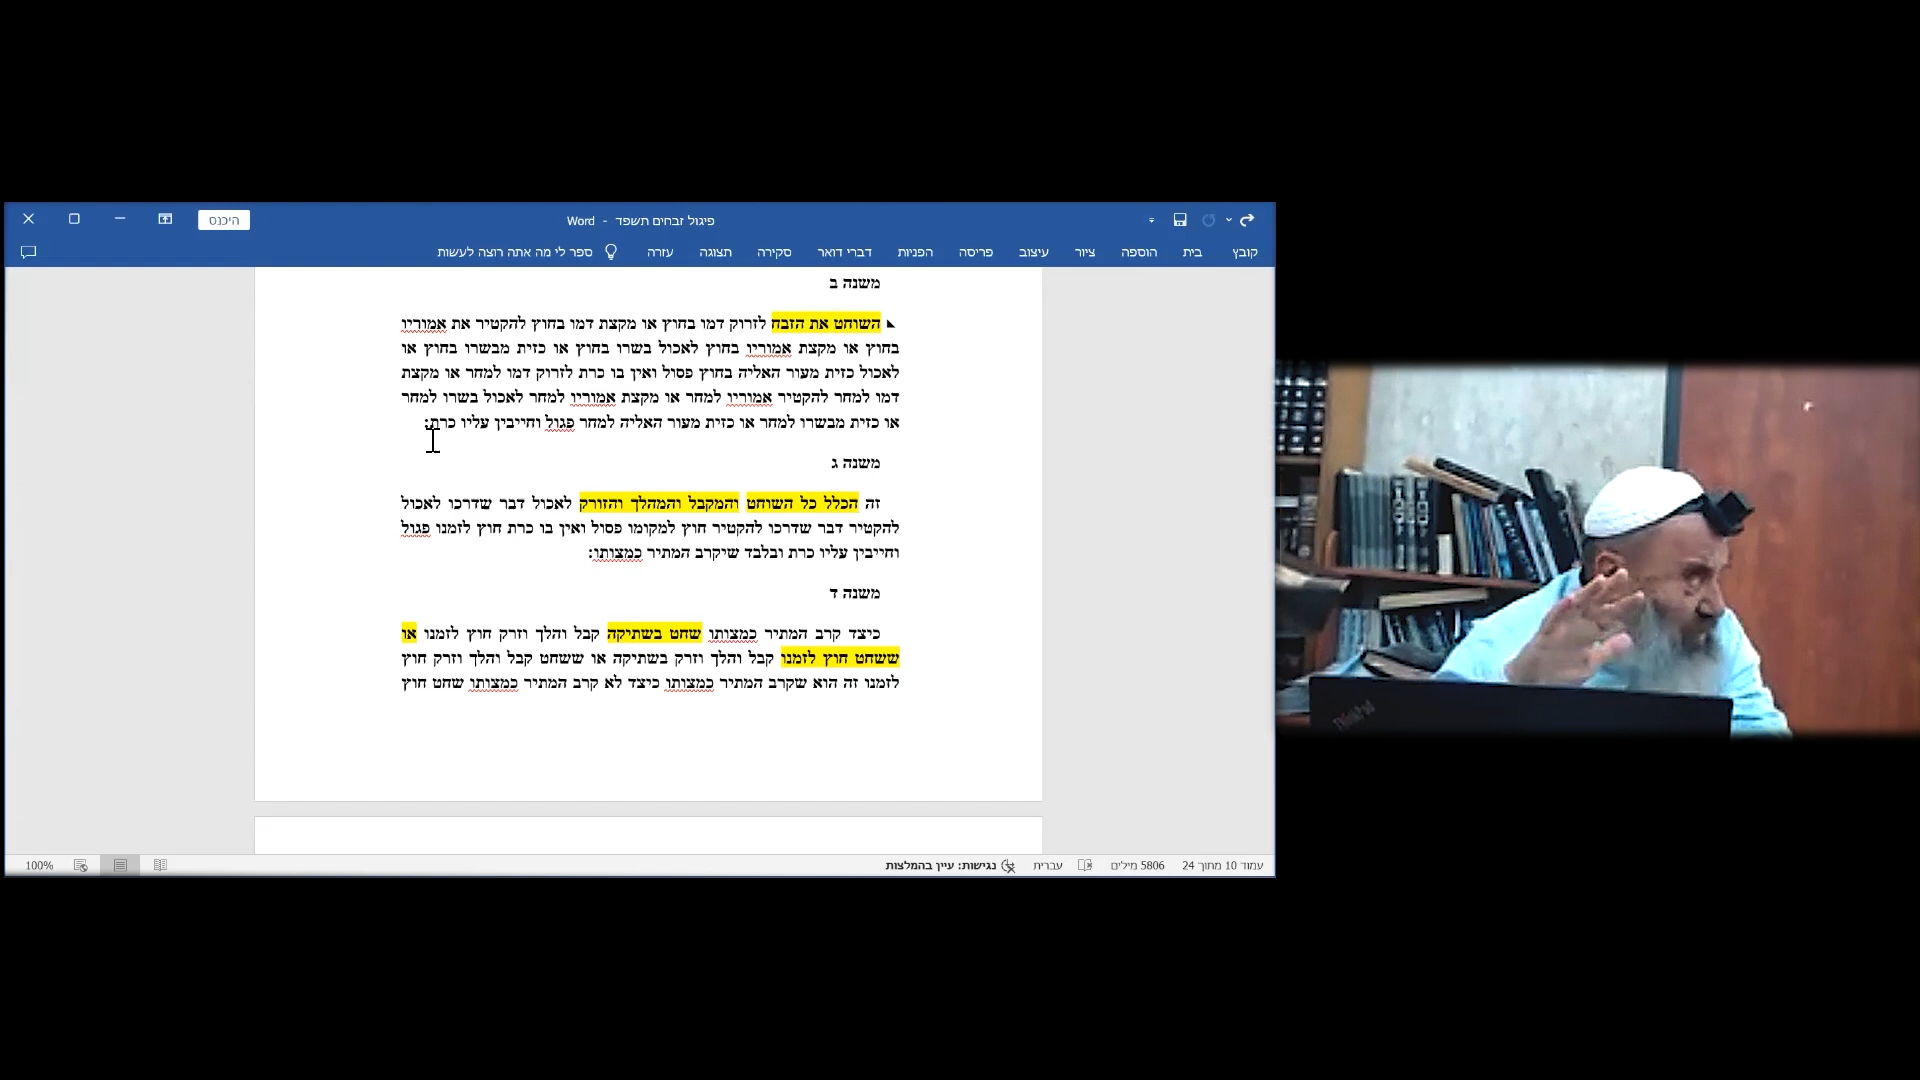 היכנס
פיגול זבחים תשפד - Word
קובץ בית הוספה ציור עיצוב פריסה הפניות דברי דואר סקירה תצוגה עזרה ספר לי מה אתה רוצה לעשות
משנה ב
השוחט את הזבח לזרוק דמו בחוץ או מקצת דמו בחוץ להקטיר את אמוריו
בחוץ או מקצת אמוריו בחוץ לאכול בשרו בחוץ או כזית מבשרו בחוץ או
לאכול כזית מעור האליה בחוץ פסול ואין בו כרת לזרוק דמו למחר או מקצת
דמו למחר להקטיר אמוריו למחר או מקצת אמוריו למחר לאכול בשרו למחר
או כזית מבשרו למחר או כזית מעור האליה למחר פגול וחייבין עליו כרת:
משנה ג
זה הכלל כל השוחט והמקבל והמהלך והזורק לאכול דבר שדרכו לאכול
להקטיר דבר שדרכו להקטיר חוץ למקומו פסול ואין בו כרת חוץ לזמנו פגול
וחייבין עליו כרת ובלבד שיקרב המתיר כמצותו:
משנה ד
כיצד קרב המתיר כמצותו שחט בשתיקה קבל והלך וזרק חוץ לזמנו או
ששחט חוץ לזמנו קבל והלך וזרק בשתיקה או ששחט קבל והלך וזרק חוץ
לזמנו זה הוא שקרב המתיר כמצותו כיצד לא קרב המתיר כמצותו שחט חוץ
עמוד 10 מתוך 24 5806 מילים עברית נגישות: עיין בהמלצות 100%
ThinkPad